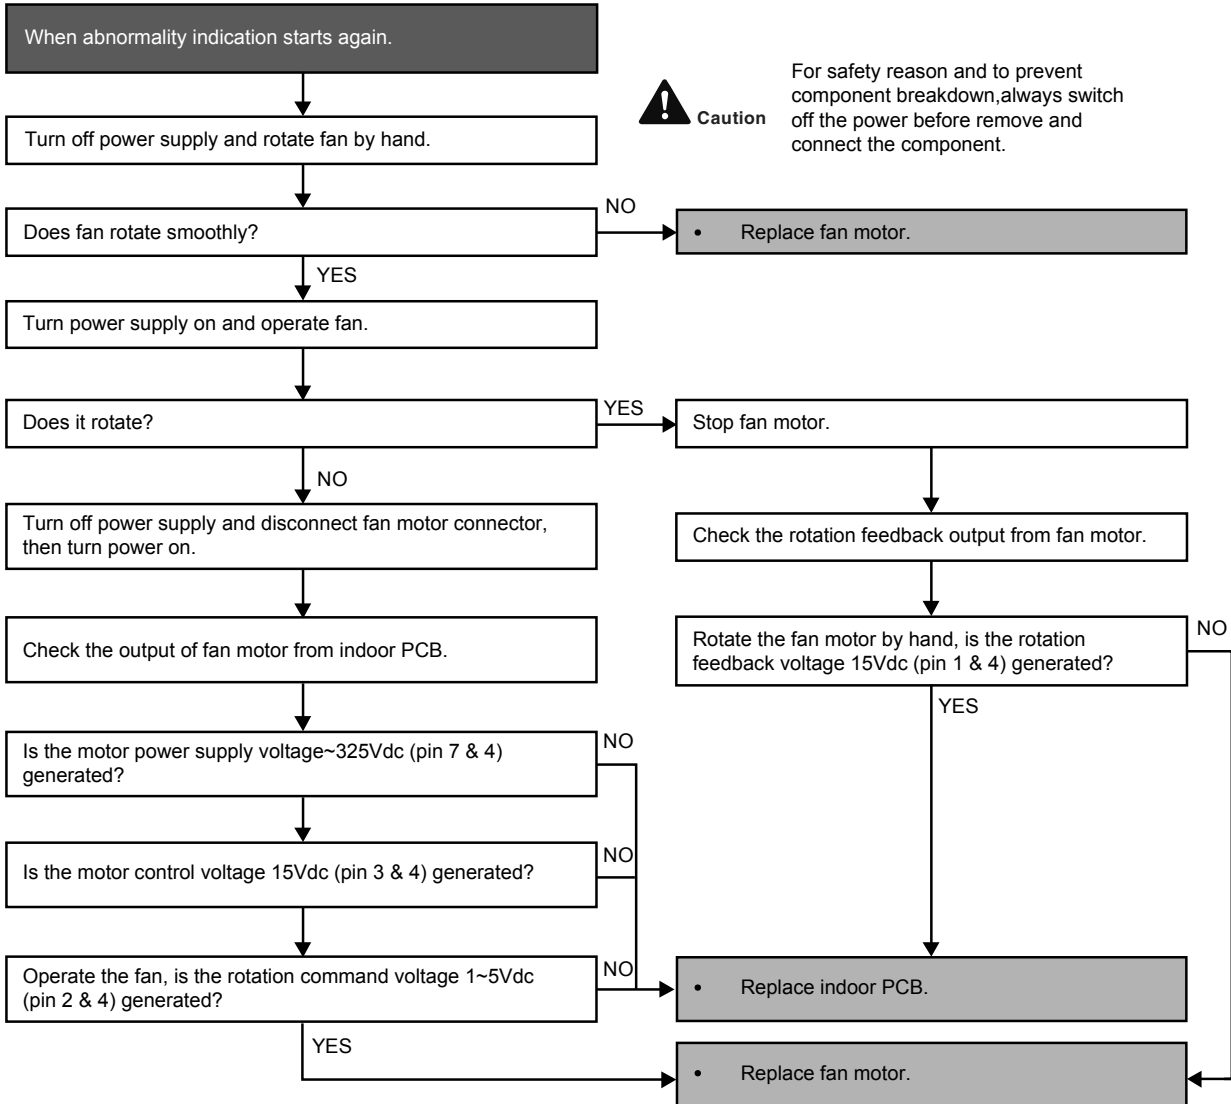 When abnormality indication starts again.
Caution
For safety reason and to prevent
component breakdown,always switch
off the power before remove and
connect the component.
Turn off power supply and rotate fan by hand.
Does fan rotate smoothly?
NO
• Replace fan motor.
YES
Turn power supply on and operate fan.
Does it rotate?
YES
Stop fan motor.
NO
Turn off power supply and disconnect fan motor connector,
then turn power on.
Check the rotation feedback output from fan motor.
Check the output of fan motor from indoor PCB.
Rotate the fan motor by hand, is the rotation
feedback voltage 15Vdc (pin 1 & 4) generated?
NO
YES
Is the motor power supply voltage~325Vdc (pin 7 & 4)
generated?
NO
Is the motor control voltage 15Vdc (pin 3 & 4) generated?
NO
Operate the fan, is the rotation command voltage 1~5Vdc
(pin 2 & 4) generated?
NO
• Replace indoor PCB.
YES
• Replace fan motor.